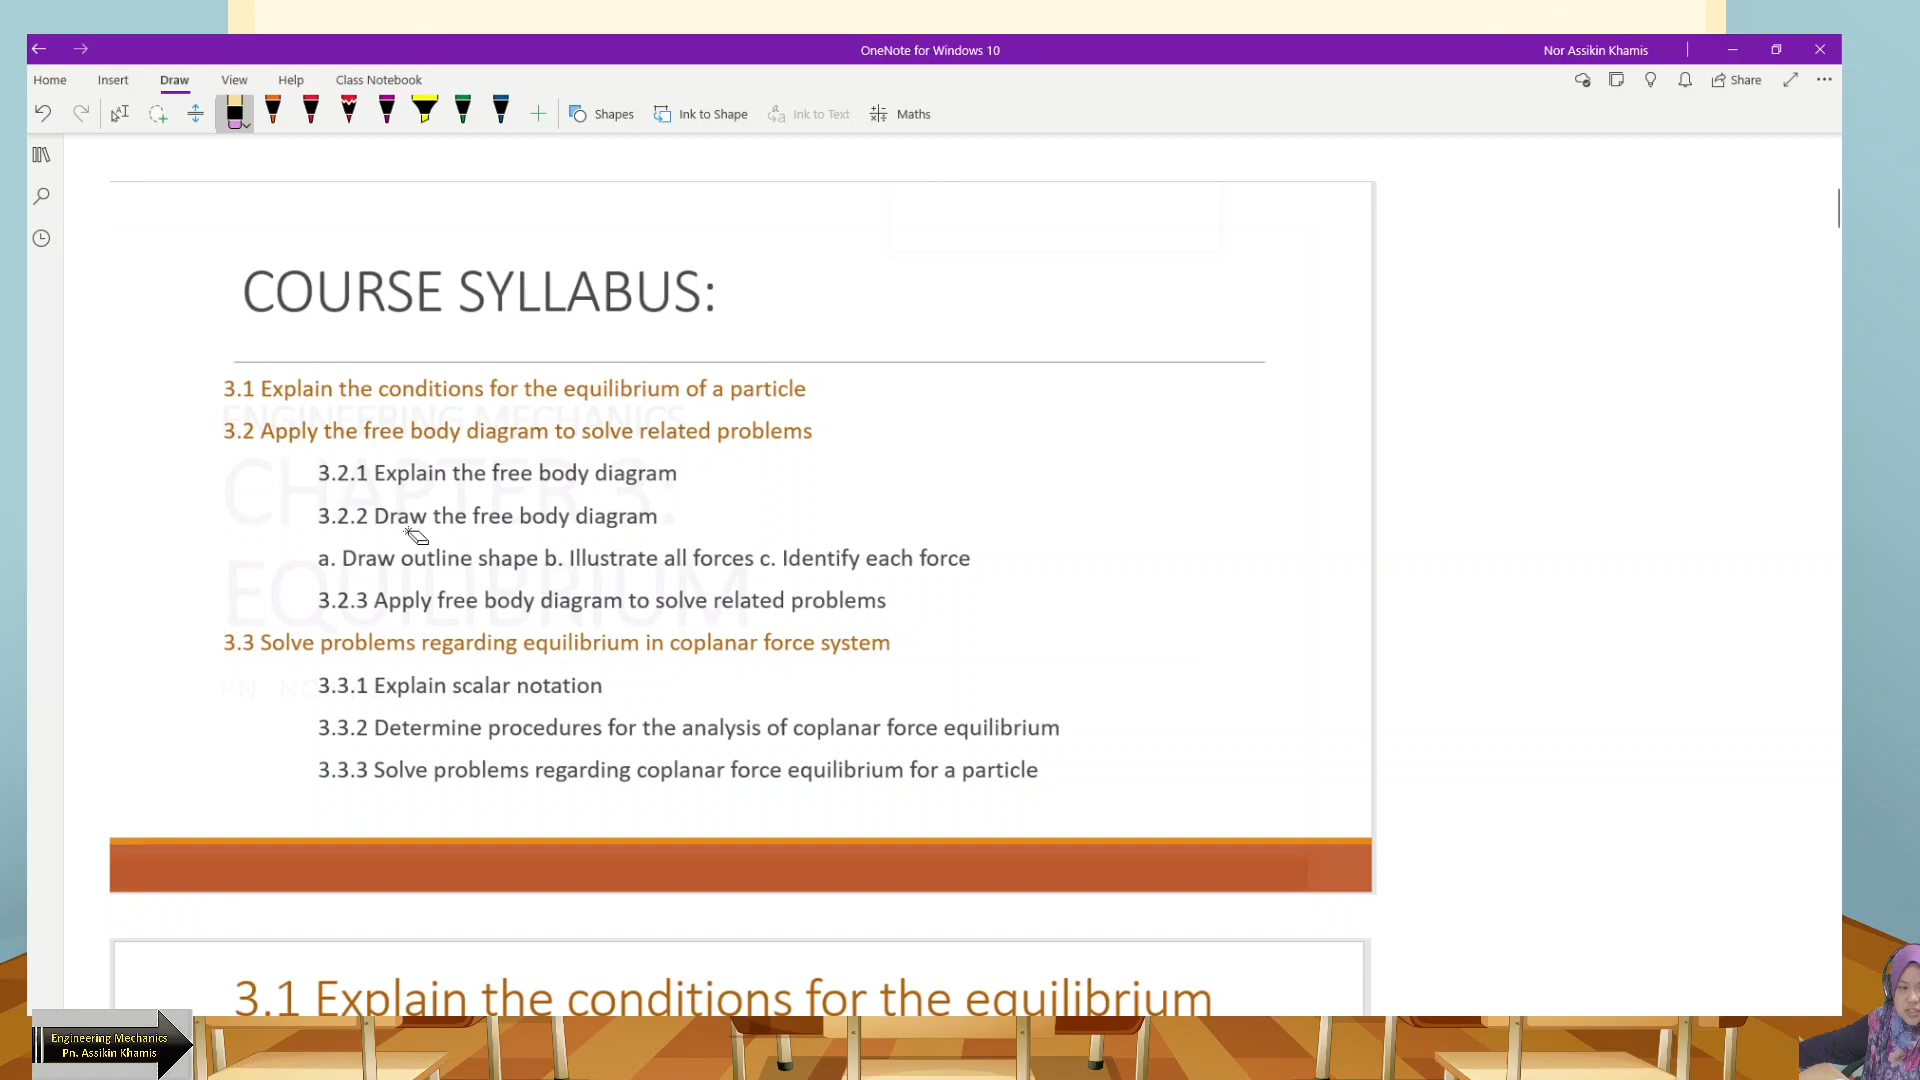 OneNote for Windows 10
Nor Assikin Khamis
Home Insert Draw View Help Class Notebook
Share
Shapes Ink to Shape Ink to Text Maths
COURSE SYLLABUS:
3.1 Explain the conditions for the equilibrium of a particle
ENGINEERING MECHANICS
3.2 Apply the free body diagram to solve related problems
CHAPTER 3:
3.2.1 Explain the free body diagram
3.2.2 Draw the free body diagram
a. Draw outline shape b. Illustrate all forces c. Identify each force
EQUILIBRIUM
3.2.3 Apply free body diagram to solve related problems
3.3 Solve problems regarding equilibrium in coplanar force system
PN
3.3.1 Explain scalar notation
3.3.2 Determine procedures for the analysis of coplanar force equilibrium
3.3.3 Solve problems regarding coplanar force equilibrium for a particle
3.1 Explain the conditions for the equilibrium
Engineering Mechanics
Pn. Assikin Khamis